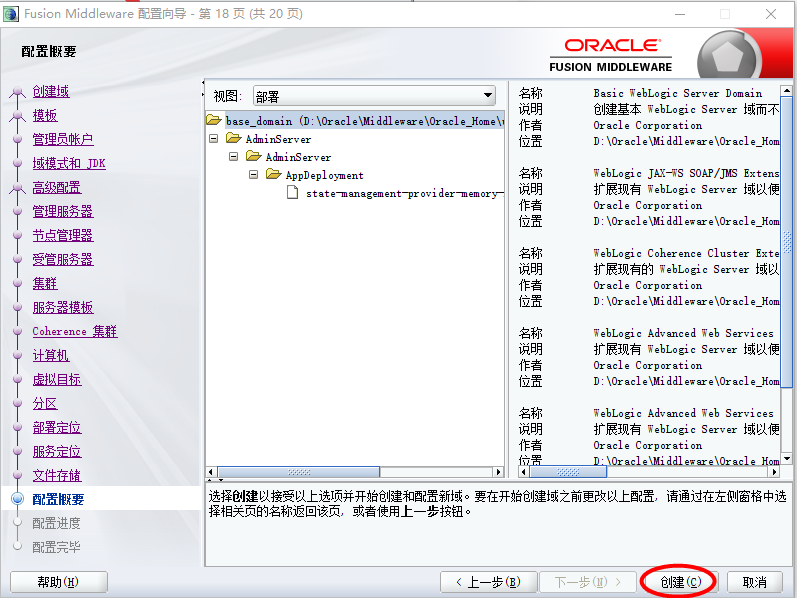 Fusion Middleware 配置向导 - 第 18 页 (共 20 页)
配置概要
ORACLE
FUSION MIDDLEWARE
创建域
模板
管理员帐户
域模式和 JDK
高级配置
管理服务器
节点管理器
受管服务器
集群
服务器模板
Coherence 集群
计算机
虚拟目标
分区
部署定位
服务定位
文件存储
配置概要
配置进度
配置完毕
视图: 部署
base_domain (D:\Oracle\Middleware\Oracle_Home\u
AdminServer
AdminServer
AppDeployment
state-management-provider-memory-
名称 Basic WebLogic Server Domain
说明 创建基本 WebLogic Server 域而不
作者 Oracle Corporation
位置 D:\Oracle\Middleware\Oracle_Hom
名称 WebLogic JAX-WS SOAP/JMS Extens
说明 扩展现有 WebLogic Server 域以便
作者 Oracle Corporation
位置 D:\Oracle\Middleware\Oracle_Hom
名称 WebLogic Coherence Cluster Exte
说明 扩展现有的 WebLogic Server 域以
作者 Oracle Corporation
位置 D:\Oracle\Middleware\Oracle_Hom
名称 WebLogic Advanced Web Services
说明 扩展现有 WebLogic Server 域以便
作者 Oracle Corporation
位置 D:\Oracle\Middleware\Oracle_Hom
名称 WebLogic Advanced Web Services
说明 扩展现有 WebLogic Server 域以便
作者 Oracle Corporation
位置 D:\Oracle\Middleware\Oracle_Hom
选择创建以接受以上选项并开始创建和配置新域。要在开始创建域之前更改以上配置, 请通过在左侧窗格中选
择相关页的名称返回该页, 或者使用上一步按钮。
帮助(H)
< 上一步(B)
下一步(N) >
创建(C)
取消